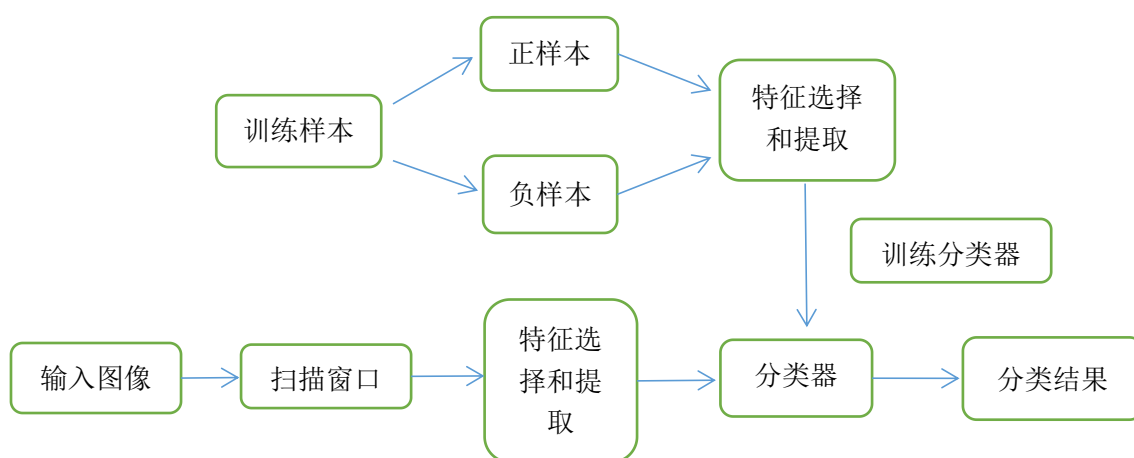 正样本
训练样本
特征选择
和提取
负样本
训练分类器
输入图像
扫描窗口
特征选
择和提
取
分类器
分类结果